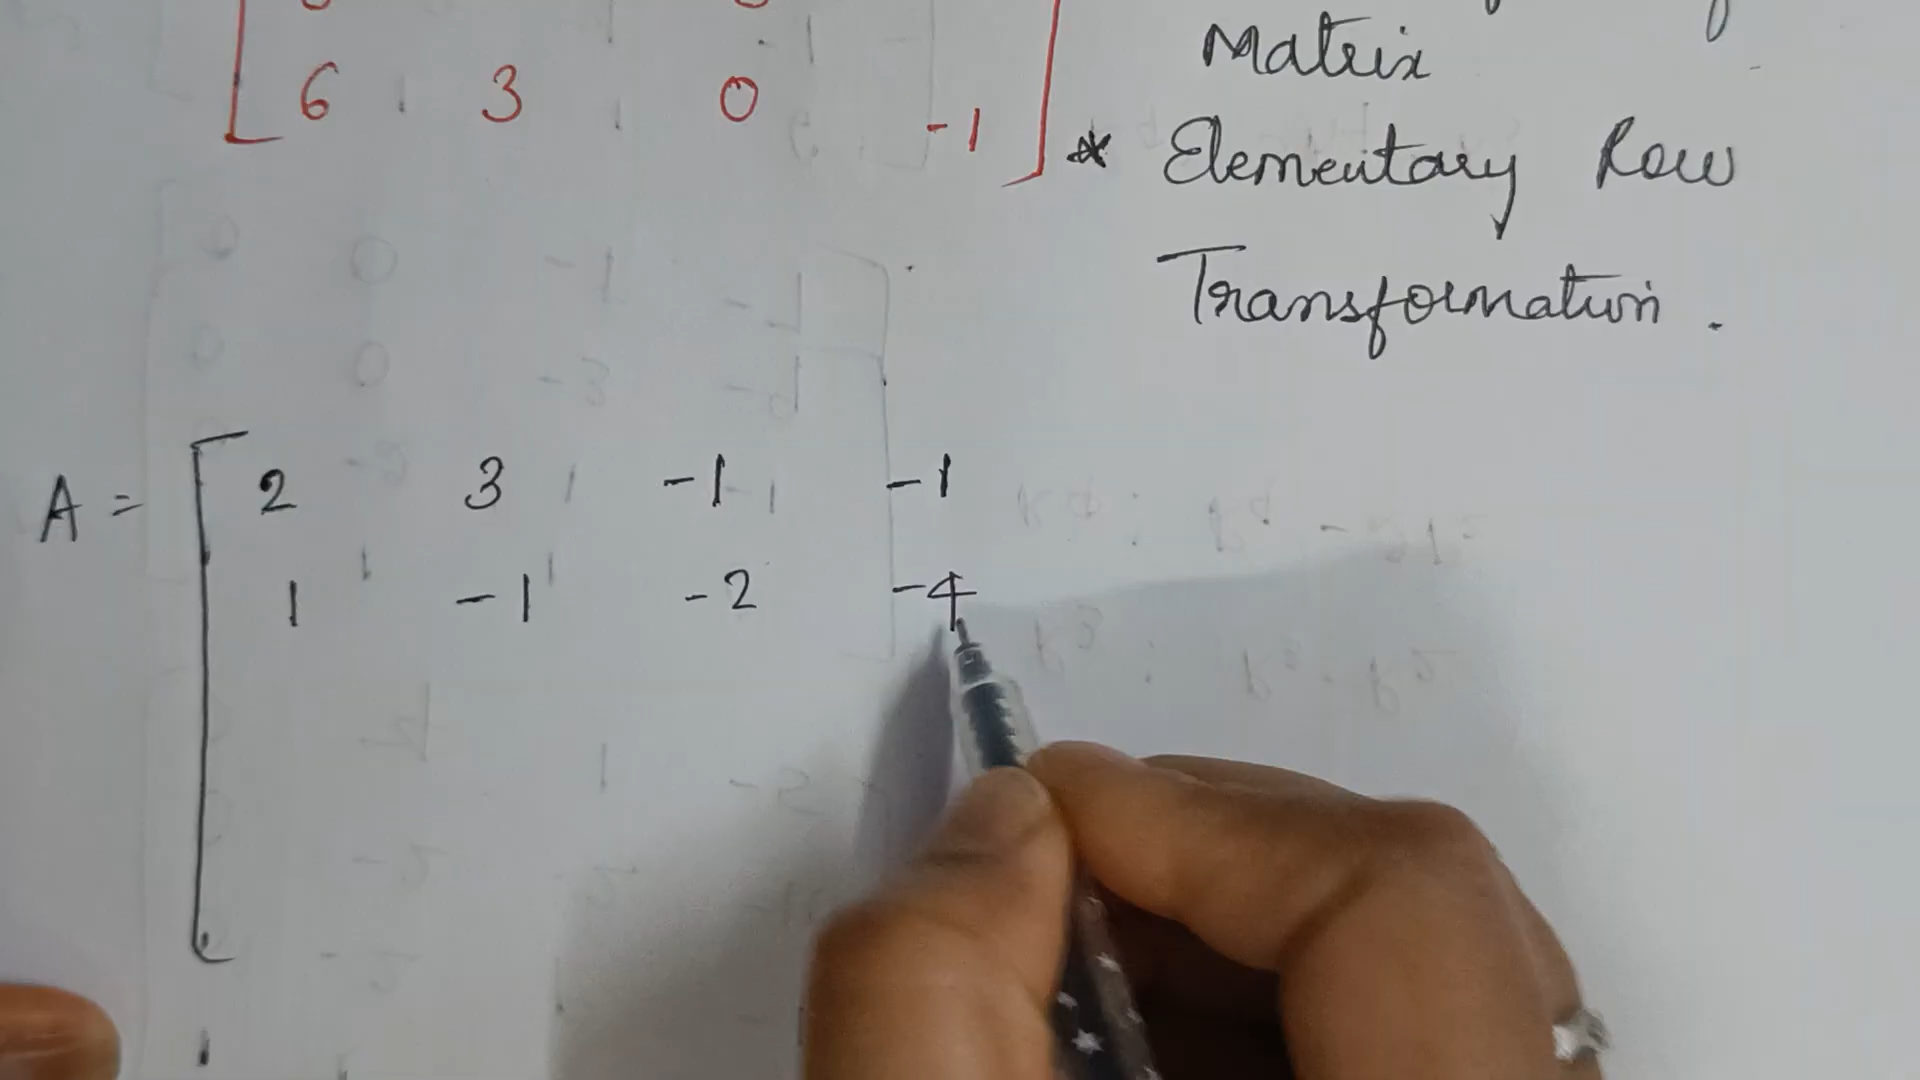 Matrix
6 3 0 -1
* Elementary Row
Transformation.
A = [ 2 3 -1 -1
1 -1 -2 -4